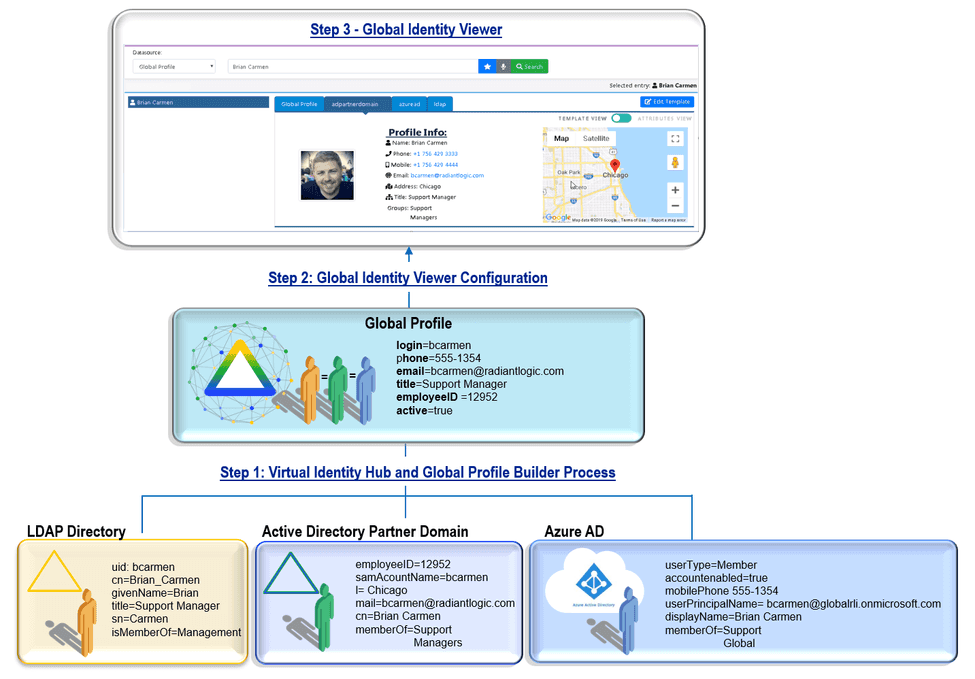 Step 3 - Global Identity Viewer
Datasource:
Global Profile
Brian Carmen
Search
Selected entry: Brian Carmen
Brian Carmen
Global Profile
adpartnerdomain
azuread
ldap
Edit Template
TEMPLATE VIEW
ATTRIBUTES VIEW
Profile Info:
Name: Brian Carmen
Phone: +1 756 429 3333
Mobile: +1 756 429 4444
Email: bcarmen@radiantlogic.com
Address: Chicago
Title: Support Manager
Groups: Support
Managers
Map
Satellite
Oak Park
Chicago
Cicero
Google
Map data ©2019 Google
Terms of Use
Report a map error
Step 2: Global Identity Viewer Configuration
Global Profile
login=bcarmen
phone=555-1354
email=bcarmen@radiantlogic.com
title=Support Manager
employeeID =12952
active=true
=
=
Step 1: Virtual Identity Hub and Global Profile Builder Process
LDAP Directory
uid: bcarmen
cn=Brian_Carmen
givenName=Brian
title=Support Manager
sn=Carmen
isMemberOf=Management
Active Directory Partner Domain
employeeID=12952
samAcountName=bcarmen
l= Chicago
mail=bcarmen@radiantlogic.com
cn=Brian Carmen
memberOf=Support
Managers
Azure AD
Azure Active Directory
userType=Member
accountenabled=true
mobilePhone 555-1354
userPrincipalName= bcarmen@globalrli.onmicrosoft.com
displayName=Brian Carmen
memberOf=Support
Global